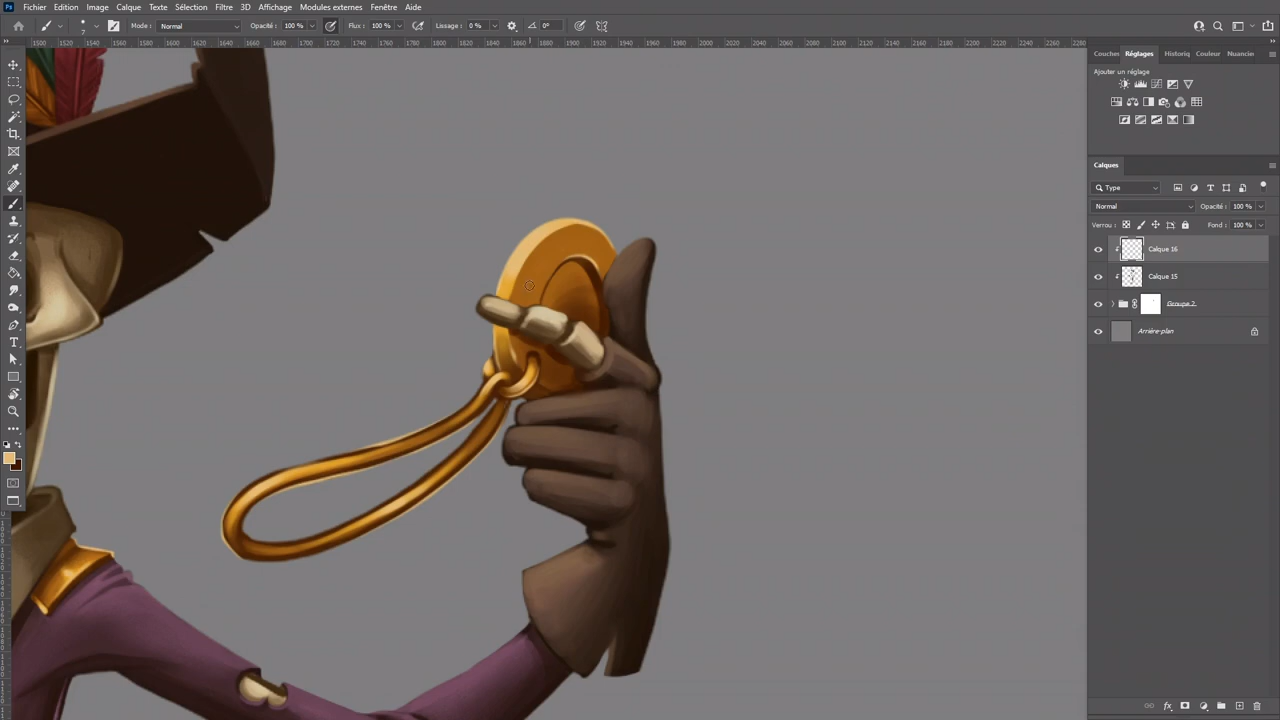 Ps Fichier Edition Image Calque Texte Sélection Filtre 3D Affichage Modules externes Fenêtre Aide
7 Mode : Normal Opacité : 100 % Flux : 100 % Lissage : 0 % 0°
1500 1520 1540 1560 1580 1600 1620 1640 1660 1680 1700 1720 1740 1760 1780 1800 1820 1840 1860 1880 1900 1920 1940 1960 1980 2000 2020 2040 2060 2080 2100 2120 2140 2160 2180 2200 2220 2240 2260 2280
Couches Réglages Historiq Couleur Nuancier
Ajouter un réglage
Calques
Type
Normal Opacité : 100 %
Verrou : Fond : 100 %
Calque 16
Calque 15
Groupe 2
Arrière-plan